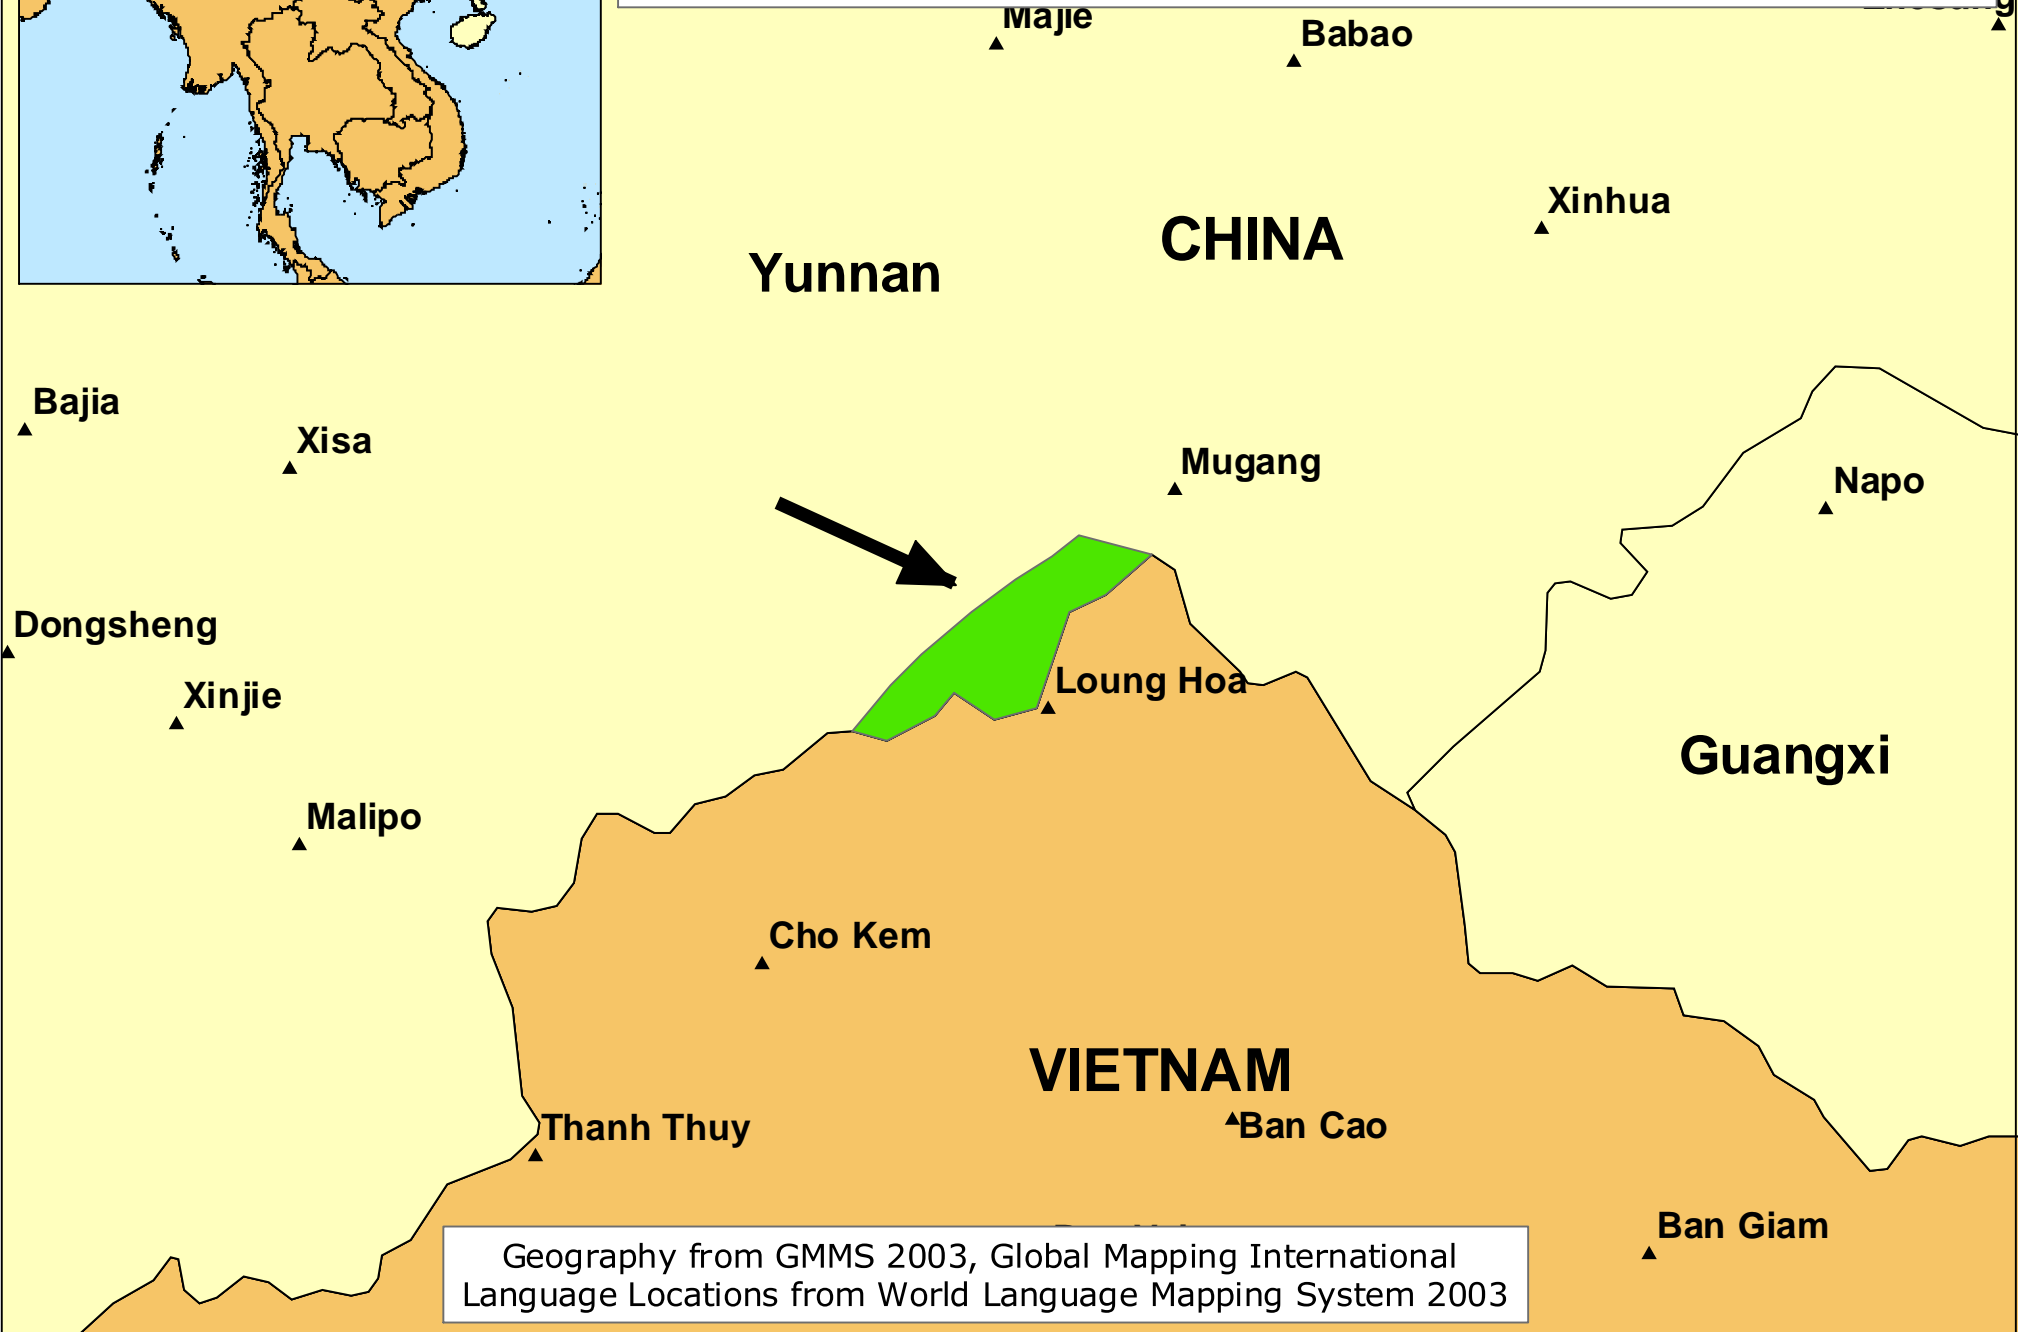 Majie
Babao
Xinhua
CHINA
Yunnan
Bajia
Xisa
Mugang
Napo
Dongsheng
Xinjie
Loung Hoa
Guangxi
Malipo
Cho Kem
VIETNAM
Thanh Thuy
Ban Cao
Ban Giam
Geography from GMMS 2003, Global Mapping International
Language Locations from World Language Mapping System 2003